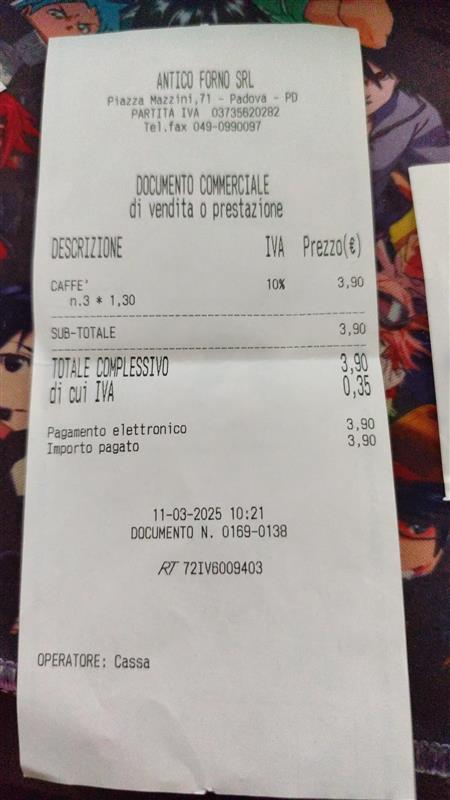 ANTICO FORNO SRL
Piazza Mazzini,71 - Padova - PD
PARTITA IVA 03735620282
Tel.fax 049-0990097
DOCUMENTO COMMERCIALE
di vendita o prestazione
DESCRIZIONE IVA Prezzo(€)
CAFFE' 10% 3,90
n.3 * 1,30
SUB-TOTALE 3,90
TOTALE COMPLESSIVO 3,90
di cui IVA 0,35
Pagamento elettronico 3,90
Importo pagato 3,90
11-03-2025 10:21
DOCUMENTO N. 0169-0138
RT 72IV6009403
OPERATORE: Cassa